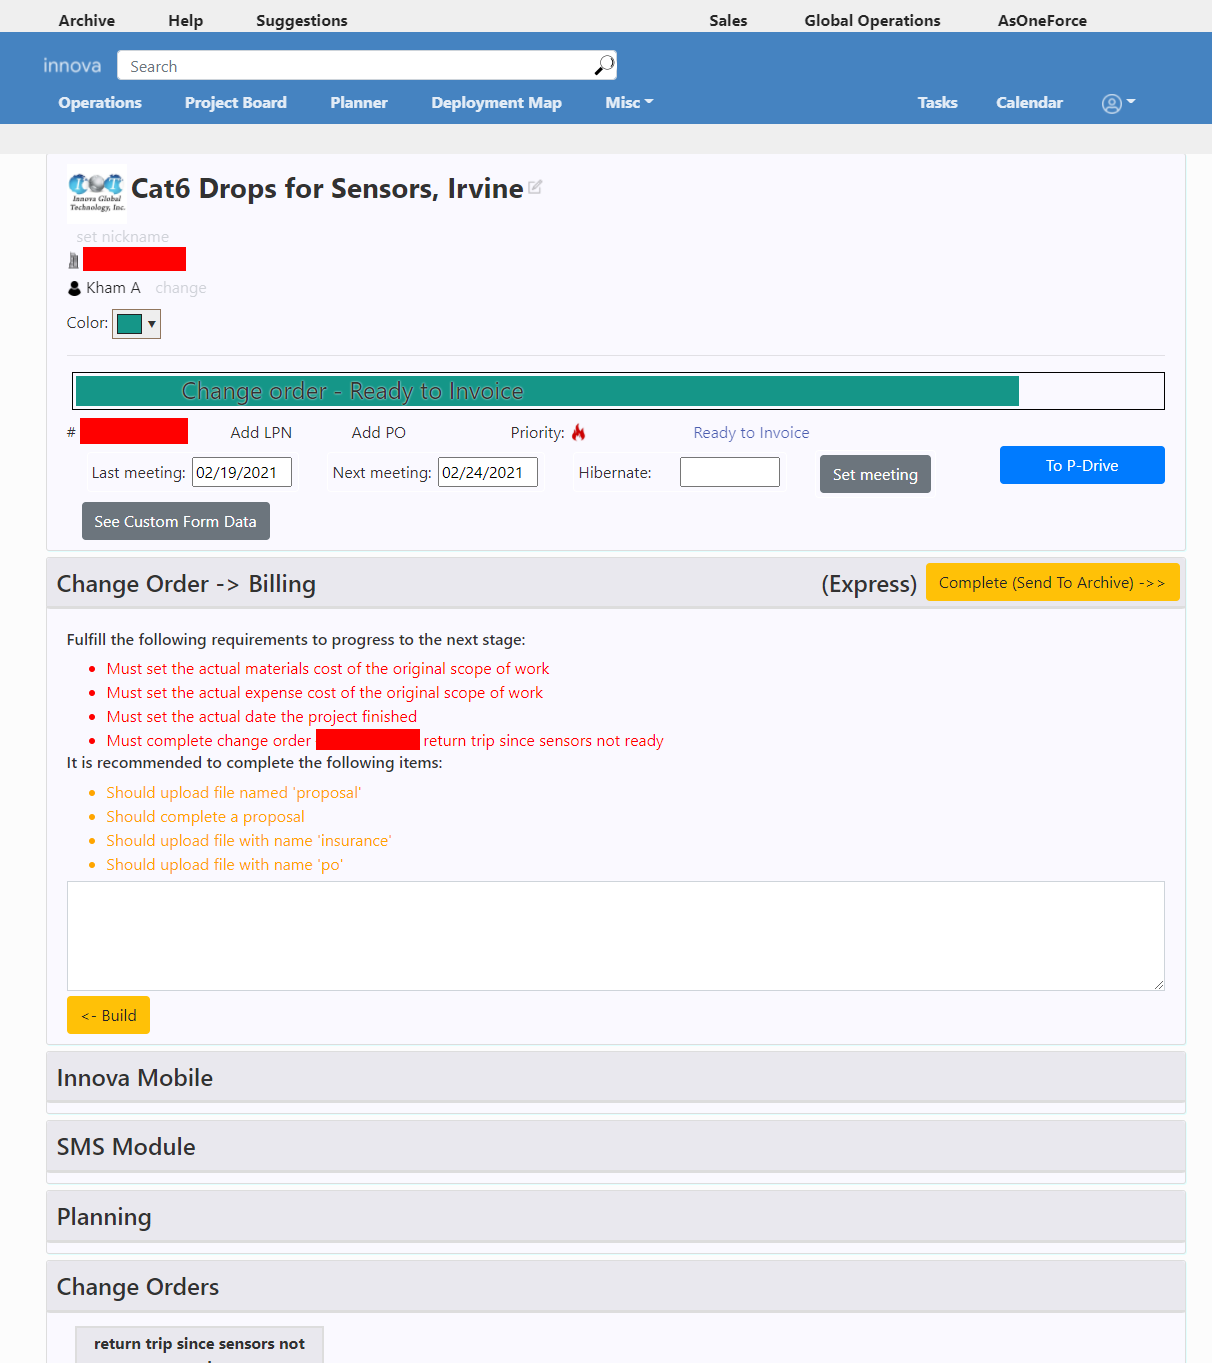 Archive Help Suggestions Sales Global Operations AsOneForce
innova Search
Operations Project Board Planner Deployment Map Misc Tasks Calendar
Innova Global
Technology, Inc.
Cat6 Drops for Sensors, Irvine
set nickname
Kham A change
Color:
Change order - Ready to Invoice
# Add LPN Add PO Priority: Ready to Invoice
Last meeting: 02/19/2021 Next meeting: 02/24/2021 Hibernate: Set meeting To P-Drive
See Custom Form Data
Change Order -> Billing (Express) Complete (Send To Archive) ->>
Fulfill the following requirements to progress to the next stage:
• Must set the actual materials cost of the original scope of work
• Must set the actual expense cost of the original scope of work
• Must set the actual date the project finished
• Must complete change order return trip since sensors not ready
It is recommended to complete the following items:
• Should upload file named 'proposal'
• Should complete a proposal
• Should upload file with name 'insurance'
• Should upload file with name 'po'
<- Build
Innova Mobile
SMS Module
Planning
Change Orders
return trip since sensors not